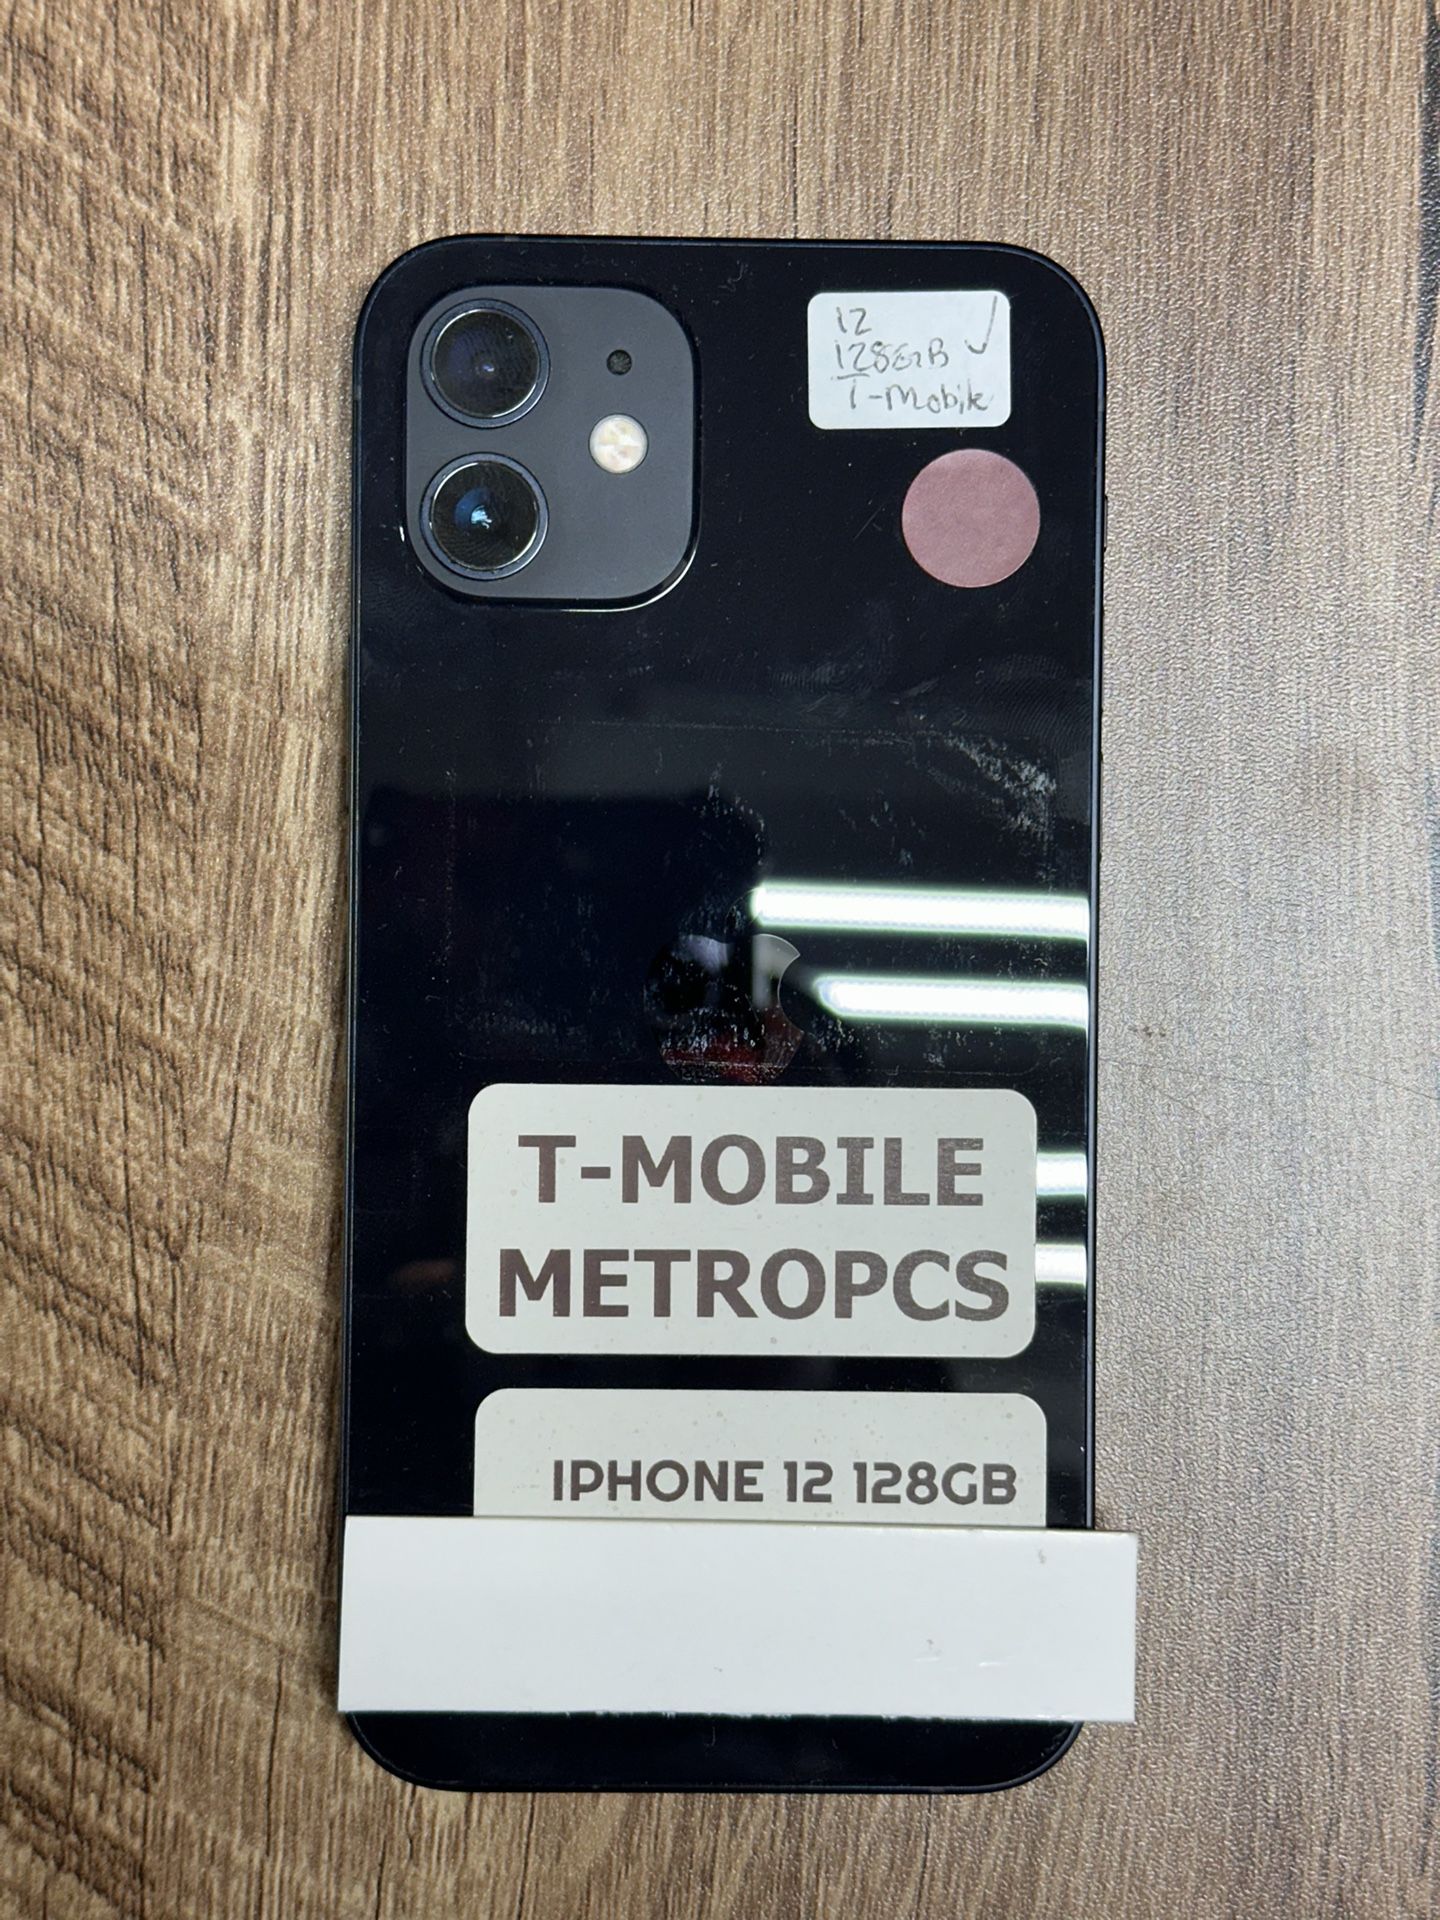 12
128GB
T-Mobile
T-MOBILE
METROPCS
IPHONE 12 128GB